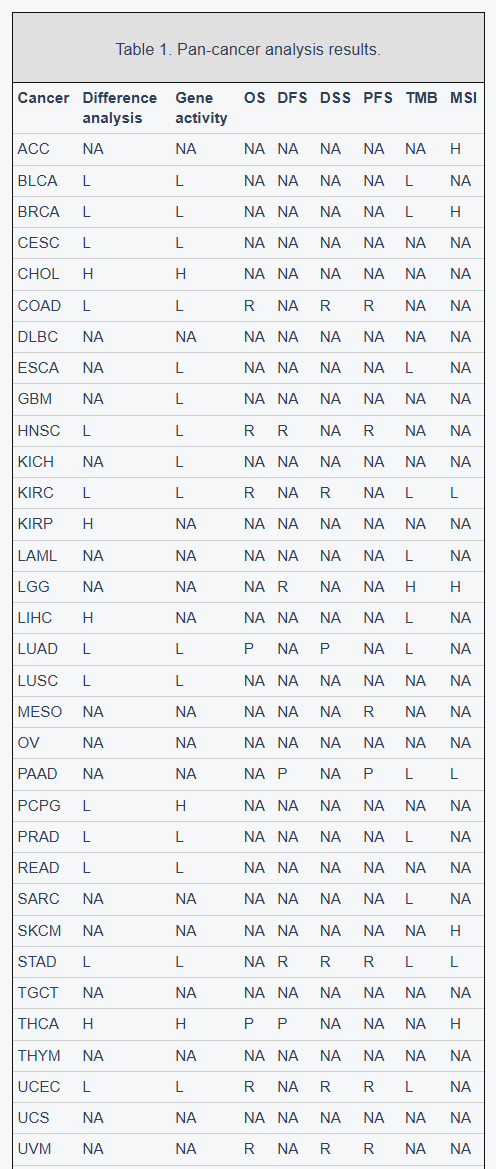 Table 1. Pan-cancer analysis results.
Cancer Difference analysis Gene activity OS DFS DSS PFS TMB MSI
ACC NA NA NA NA NA NA NA H
BLCA L L NA NA NA NA L NA
BRCA L L NA NA NA NA L H
CESC L L NA NA NA NA NA NA
CHOL H H NA NA NA NA NA NA
COAD L L R NA R R NA NA
DLBC NA NA NA NA NA NA NA NA
ESCA NA L NA NA NA NA L NA
GBM NA L NA NA NA NA NA NA
HNSC L L R R NA R NA NA
KICH NA L NA NA NA NA NA NA
KIRC L L R NA R NA L L
KIRP H NA NA NA NA NA NA NA
LAML NA NA NA NA NA NA L NA
LGG NA NA NA R NA NA H H
LIHC H NA NA NA NA NA L NA
LUAD L L P NA P NA L NA
LUSC L L NA NA NA NA NA NA
MESO NA NA NA NA NA R NA NA
OV NA NA NA NA NA NA NA NA
PAAD NA NA NA P NA P L L
PCPG L H NA NA NA NA NA NA
PRAD L L NA NA NA NA L NA
READ L L NA NA NA NA NA NA
SARC NA NA NA NA NA NA L NA
SKCM NA NA NA NA NA NA NA H
STAD L L NA R R R L L
TGCT NA NA NA NA NA NA NA NA
THCA H H P P NA NA NA H
THYM NA NA NA NA NA NA NA NA
UCEC L L R NA R R L NA
UCS NA NA NA NA NA NA NA NA
UVM NA NA R NA R R NA NA